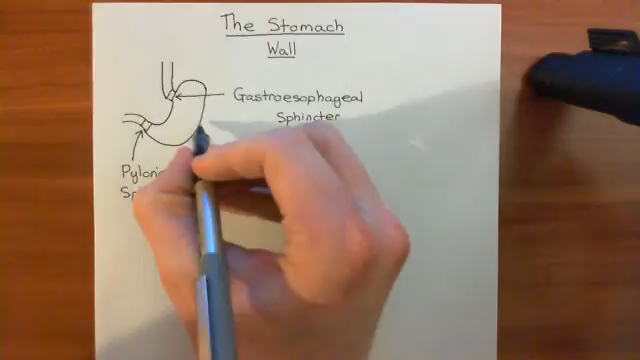 The Stomach
Wall
Gastroesophageal
Sphincter